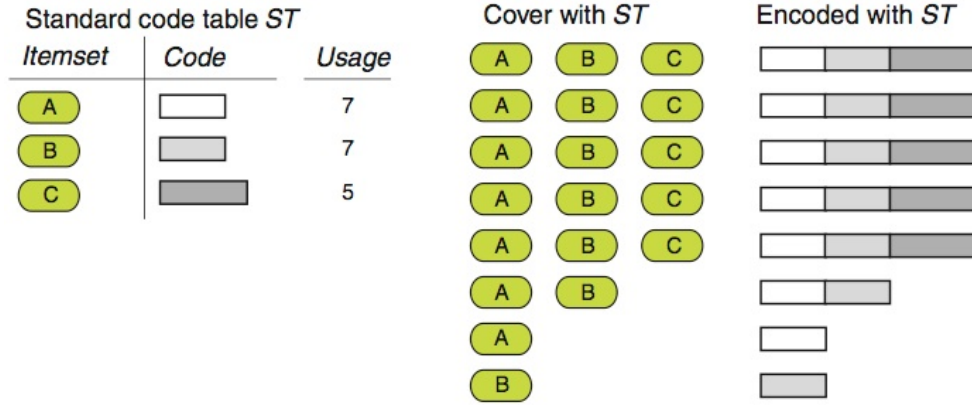 Standard code table ST
Itemset Code Usage
A 7
B 7
C 5
Cover with ST
A B C
A B C
A B C
A B C
A B C
A B
A
B
Encoded with ST